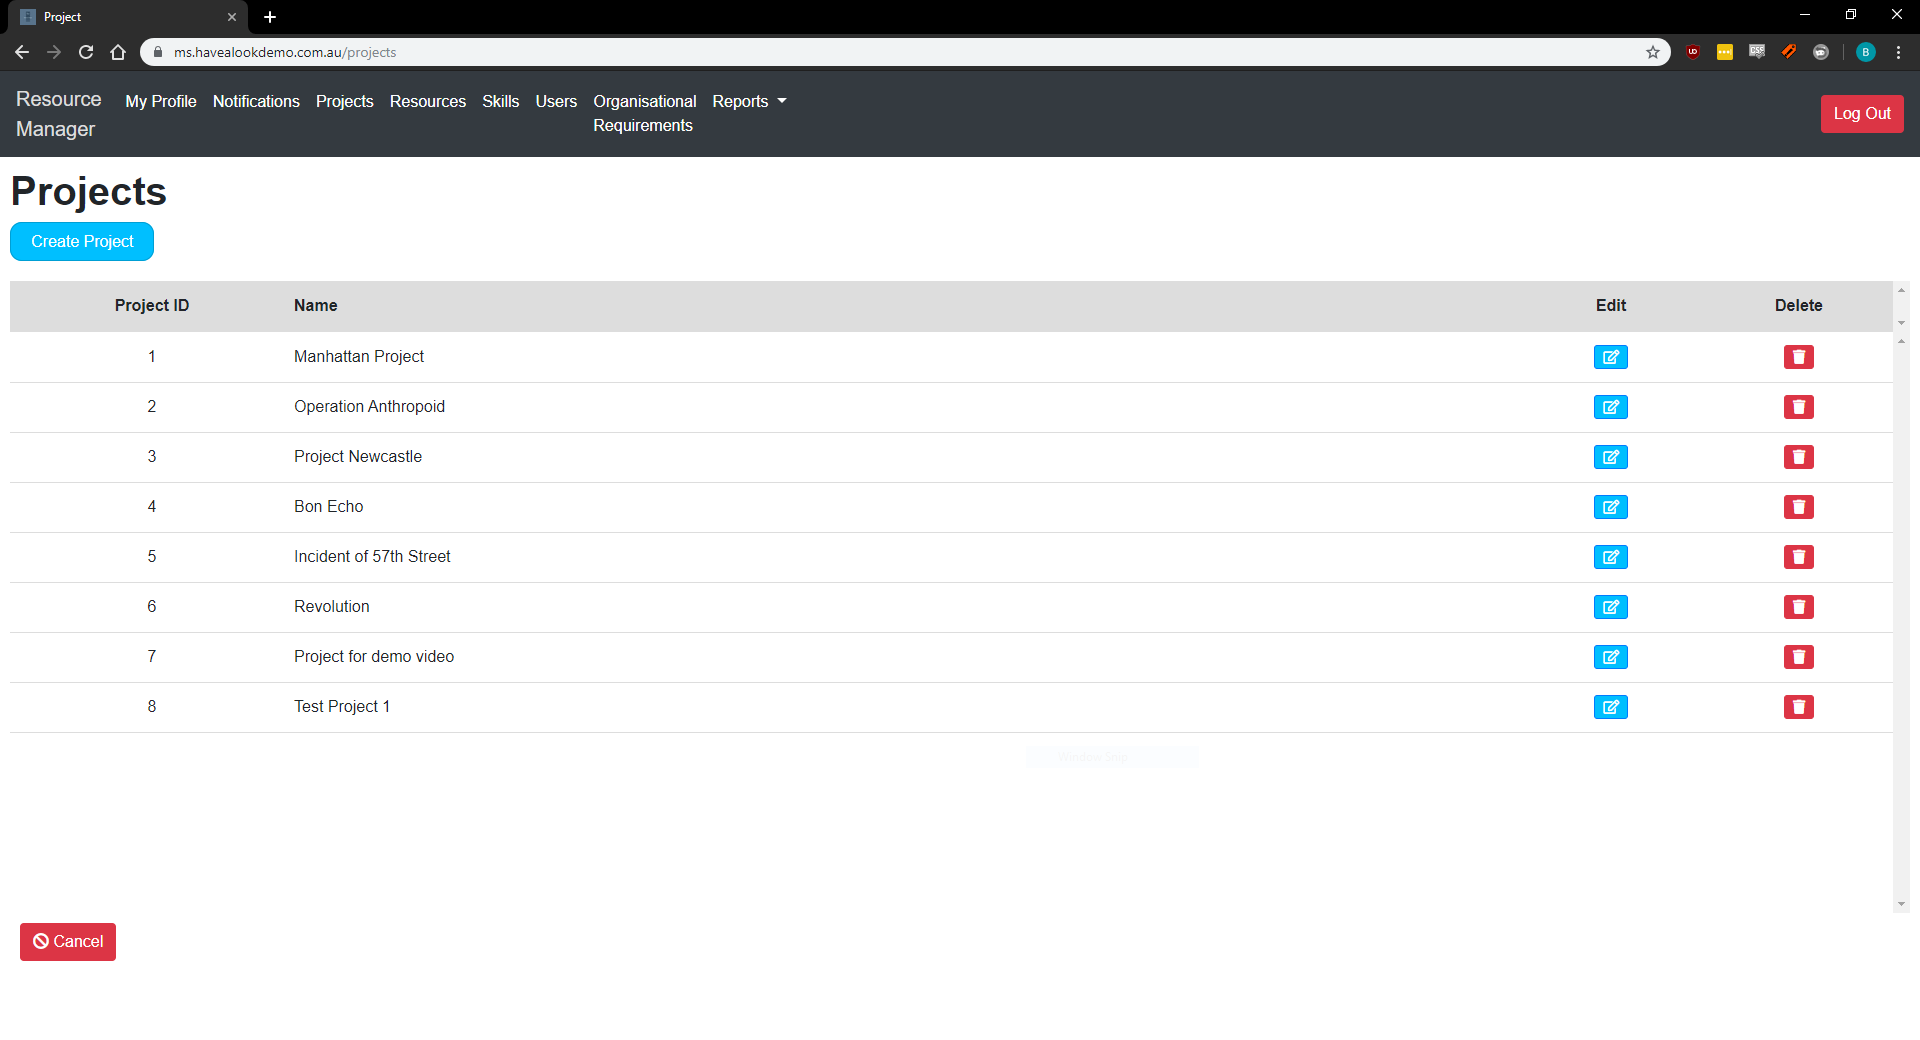 Project
ms.havealookdemo.com.au/projects
B
Resource
Manager
My Profile Notifications Projects Resources Skills Users Organisational
Requirements
Reports
Log Out
Projects
Create Project
Project ID Name Edit Delete
1 Manhattan Project
2 Operation Anthropoid
3 Project Newcastle
4 Bon Echo
5 Incident of 57th Street
6 Revolution
7 Project for demo video
8 Test Project 1
Cancel